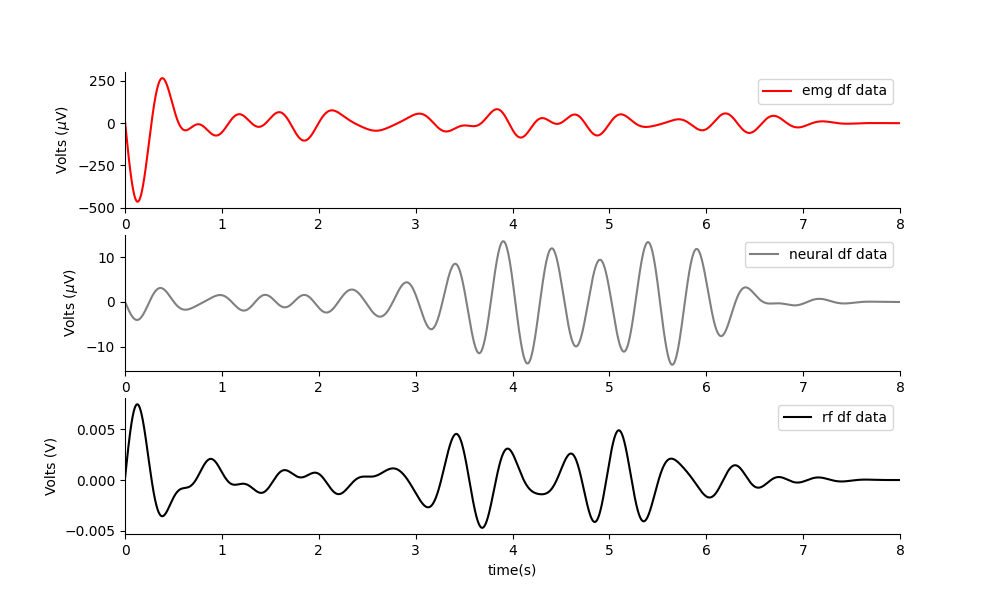 250
0
−250
−500
Volts (μV)
emg df data
0 1 2 3 4 5 6 7 8
10
0
−10
Volts (μV)
neural df data
0 1 2 3 4 5 6 7 8
0.005
0.000
−0.005
Volts (V)
rf df data
0 1 2 3 4 5 6 7 8
time(s)